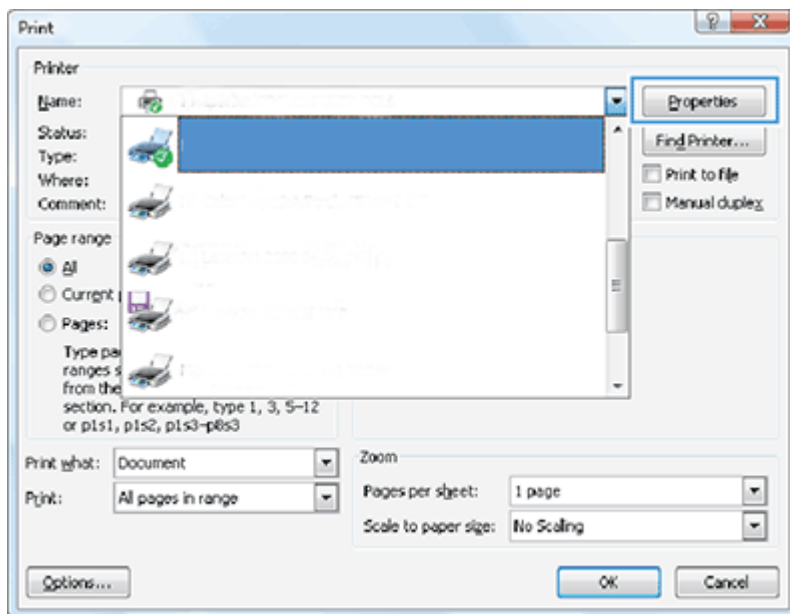 Print
Printer
Name:
Properties
Status:
Find Printer...
Type:
Where:
Print to file
Comment:
Manual duplex
Page range
All
Current
Pages:
Type
ranges
from the
section. For example, type 1, 3, 5–12
or p1s1, p1s2, p1s3–p8s3
Print what: Document
Print: All pages in range
Zoom
Pages per sheet: 1 page
Scale to paper size: No Scaling
Options...
OK
Cancel